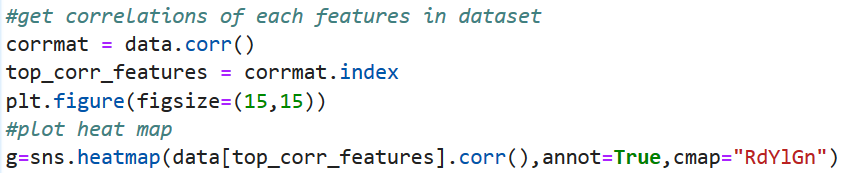 #get correlations of each features in dataset
corrmat = data.corr()
top_corr_features = corrmat.index
plt.figure(figsize=(15,15))
#plot heat map
g=sns.heatmap(data[top_corr_features].corr(),annot=True,cmap="RdYlGn")